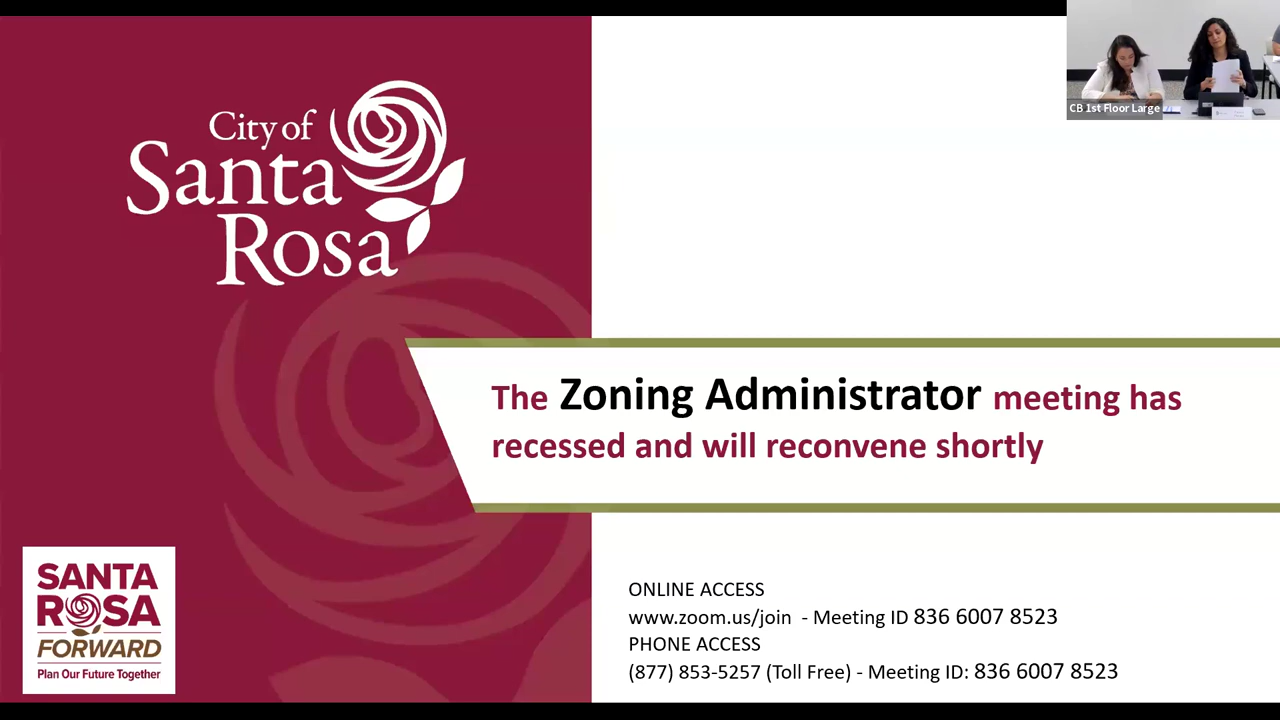 CB 1st Floor Large
City of
Santa
Rosa
The Zoning Administrator meeting has
recessed and will reconvene shortly
SANTA
ROSA
FORWARD
Plan Our Future Together
ONLINE ACCESS
www.zoom.us/join - Meeting ID 836 6007 8523
PHONE ACCESS
(877) 853-5257 (Toll Free) - Meeting ID: 836 6007 8523